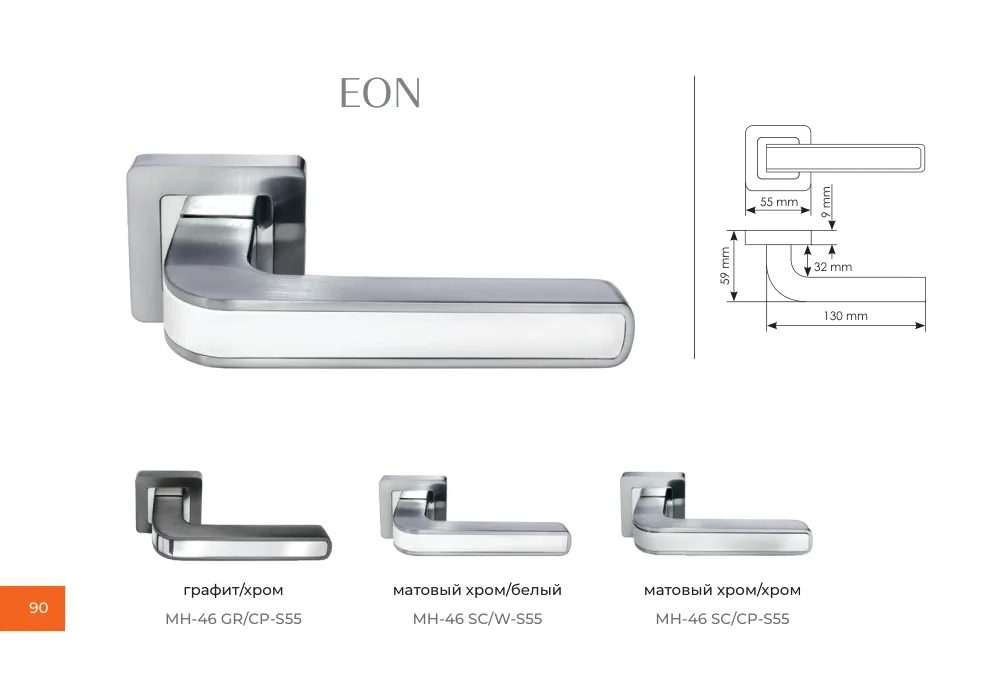 EON
55 mm
9 mm
59 mm
32 mm
130 mm
графит/хром
MH-46 GR/CP-S55
матовый хром/белый
MH-46 SC/W-S55
матовый хром/хром
MH-46 SC/CP-S55
90